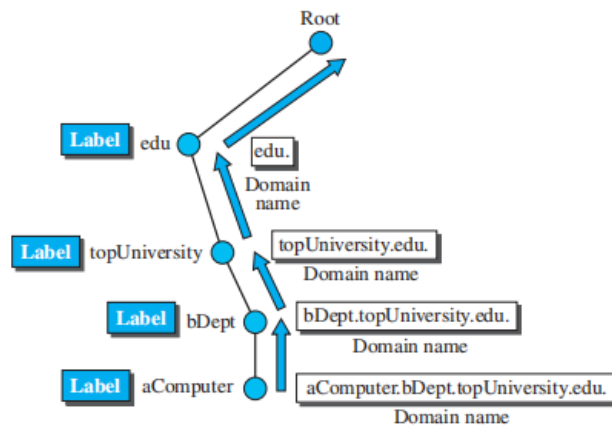 Root
Label edu
edu.
Domain
name
Label topUniversity
topUniversity.edu.
Domain name
Label bDept
bDept.topUniversity.edu.
Domain name
Label aComputer
aComputer.bDept.topUniversity.edu.
Domain name